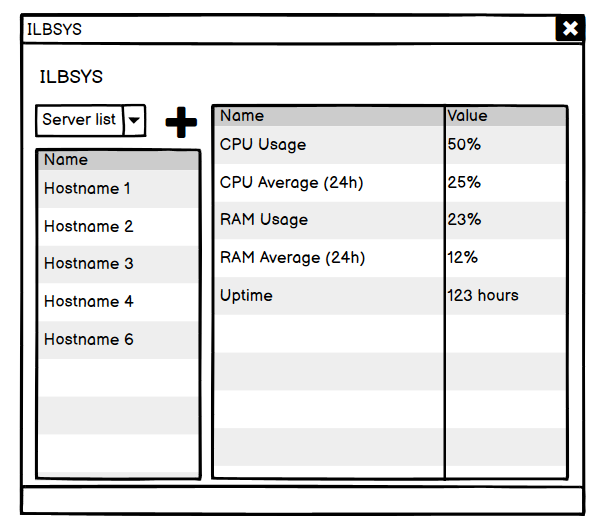 ILBSYS
ILBSYS
Server list
Name
Hostname 1
Hostname 2
Hostname 3
Hostname 4
Hostname 6
Name Value
CPU Usage 50%
CPU Average (24h) 25%
RAM Usage 23%
RAM Average (24h) 12%
Uptime 123 hours